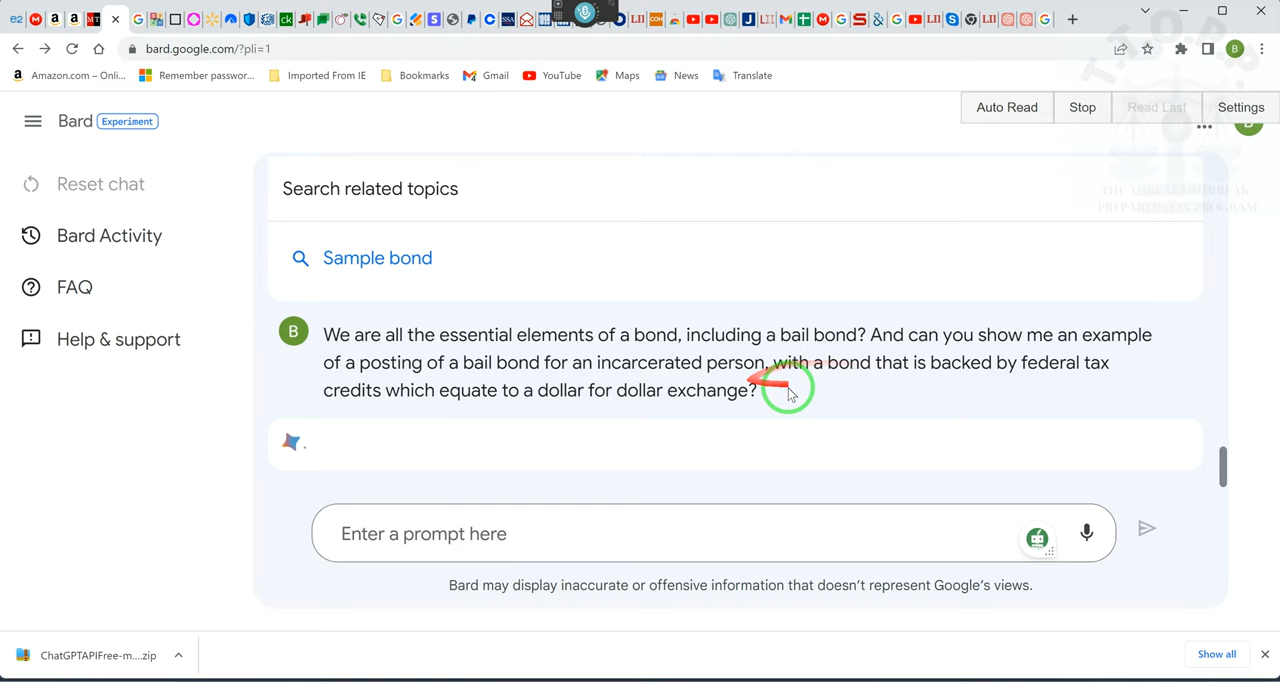 bard.google.com/?pli=1
Amazon.com – Onli... Remember passwor... Imported From IE Bookmarks Gmail YouTube Maps News Translate
Auto Read Stop Read Last Settings
Bard Experiment
Reset chat
Bard Activity
FAQ
Help & support
Search related topics
Sample bond
B We are all the essential elements of a bond, including a bail bond? And can you show me an example
of a posting of a bail bond for an incarcerated person, with a bond that is backed by federal tax
credits which equate to a dollar for dollar exchange?
Enter a prompt here
Bard may display inaccurate or offensive information that doesn't represent Google's views.
ChatGPTAPIFree-m....zip Show all